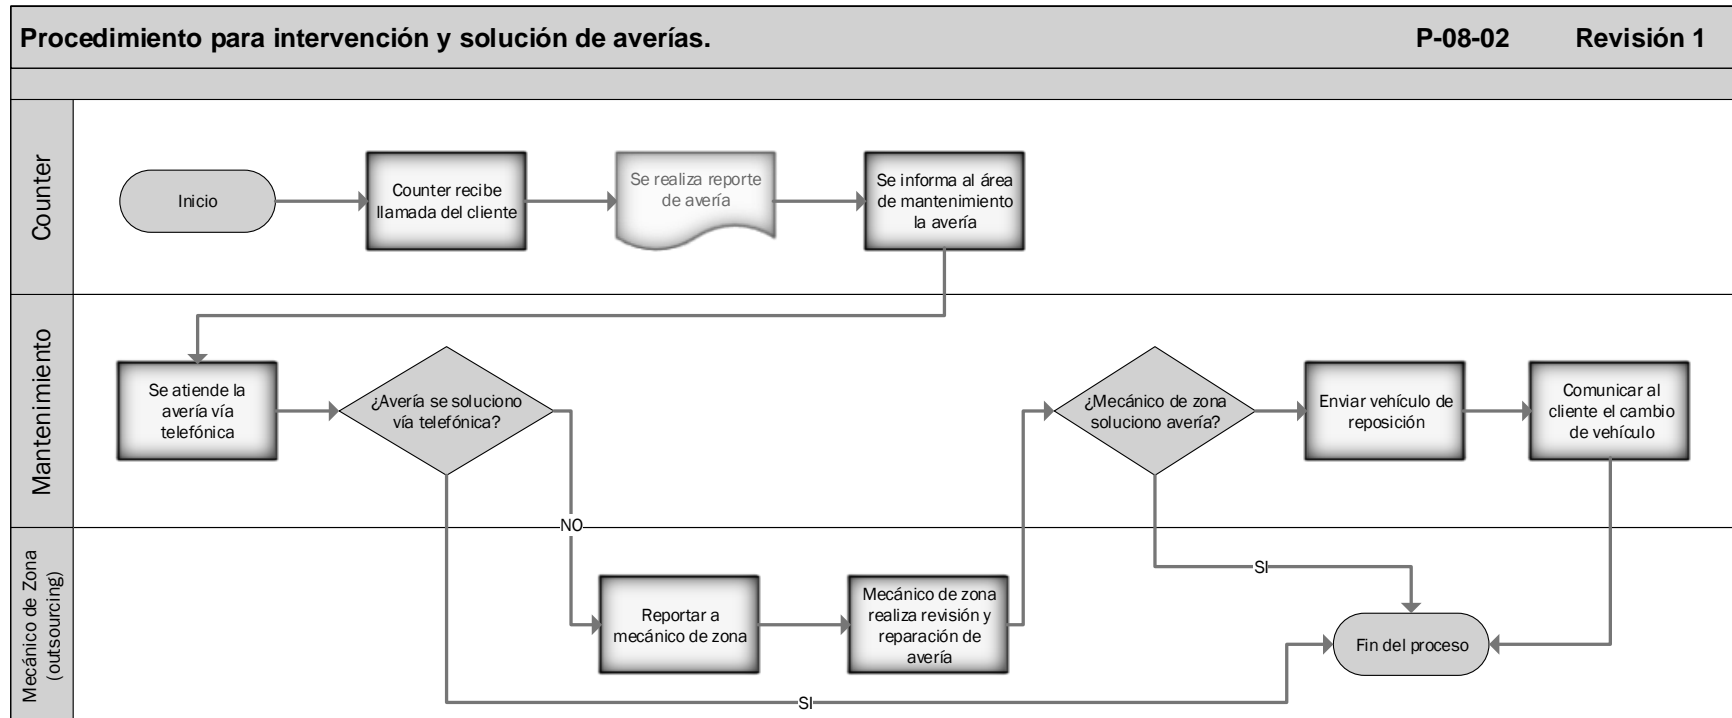 Procedimiento para intervención y solución de averías. P-08-02 Revisión 1
Counter
Inicio
Counter recibe
llamada del cliente
Se realiza reporte
de avería
Se informa al área
de mantenimiento
la avería
Mantenimiento
Se atiende la
avería vía
telefónica
¿Avería se soluciono
vía telefónica?
¿Mecánico de zona
soluciono avería?
Enviar vehículo de
reposición
Comunicar al
cliente el cambio
de vehículo
NO
Mecánico de Zona
(outsourcing)
Reportar a
mecánico de zona
Mecánico de zona
realiza revisión y
reparación de
avería
SI
Fin del proceso
SI